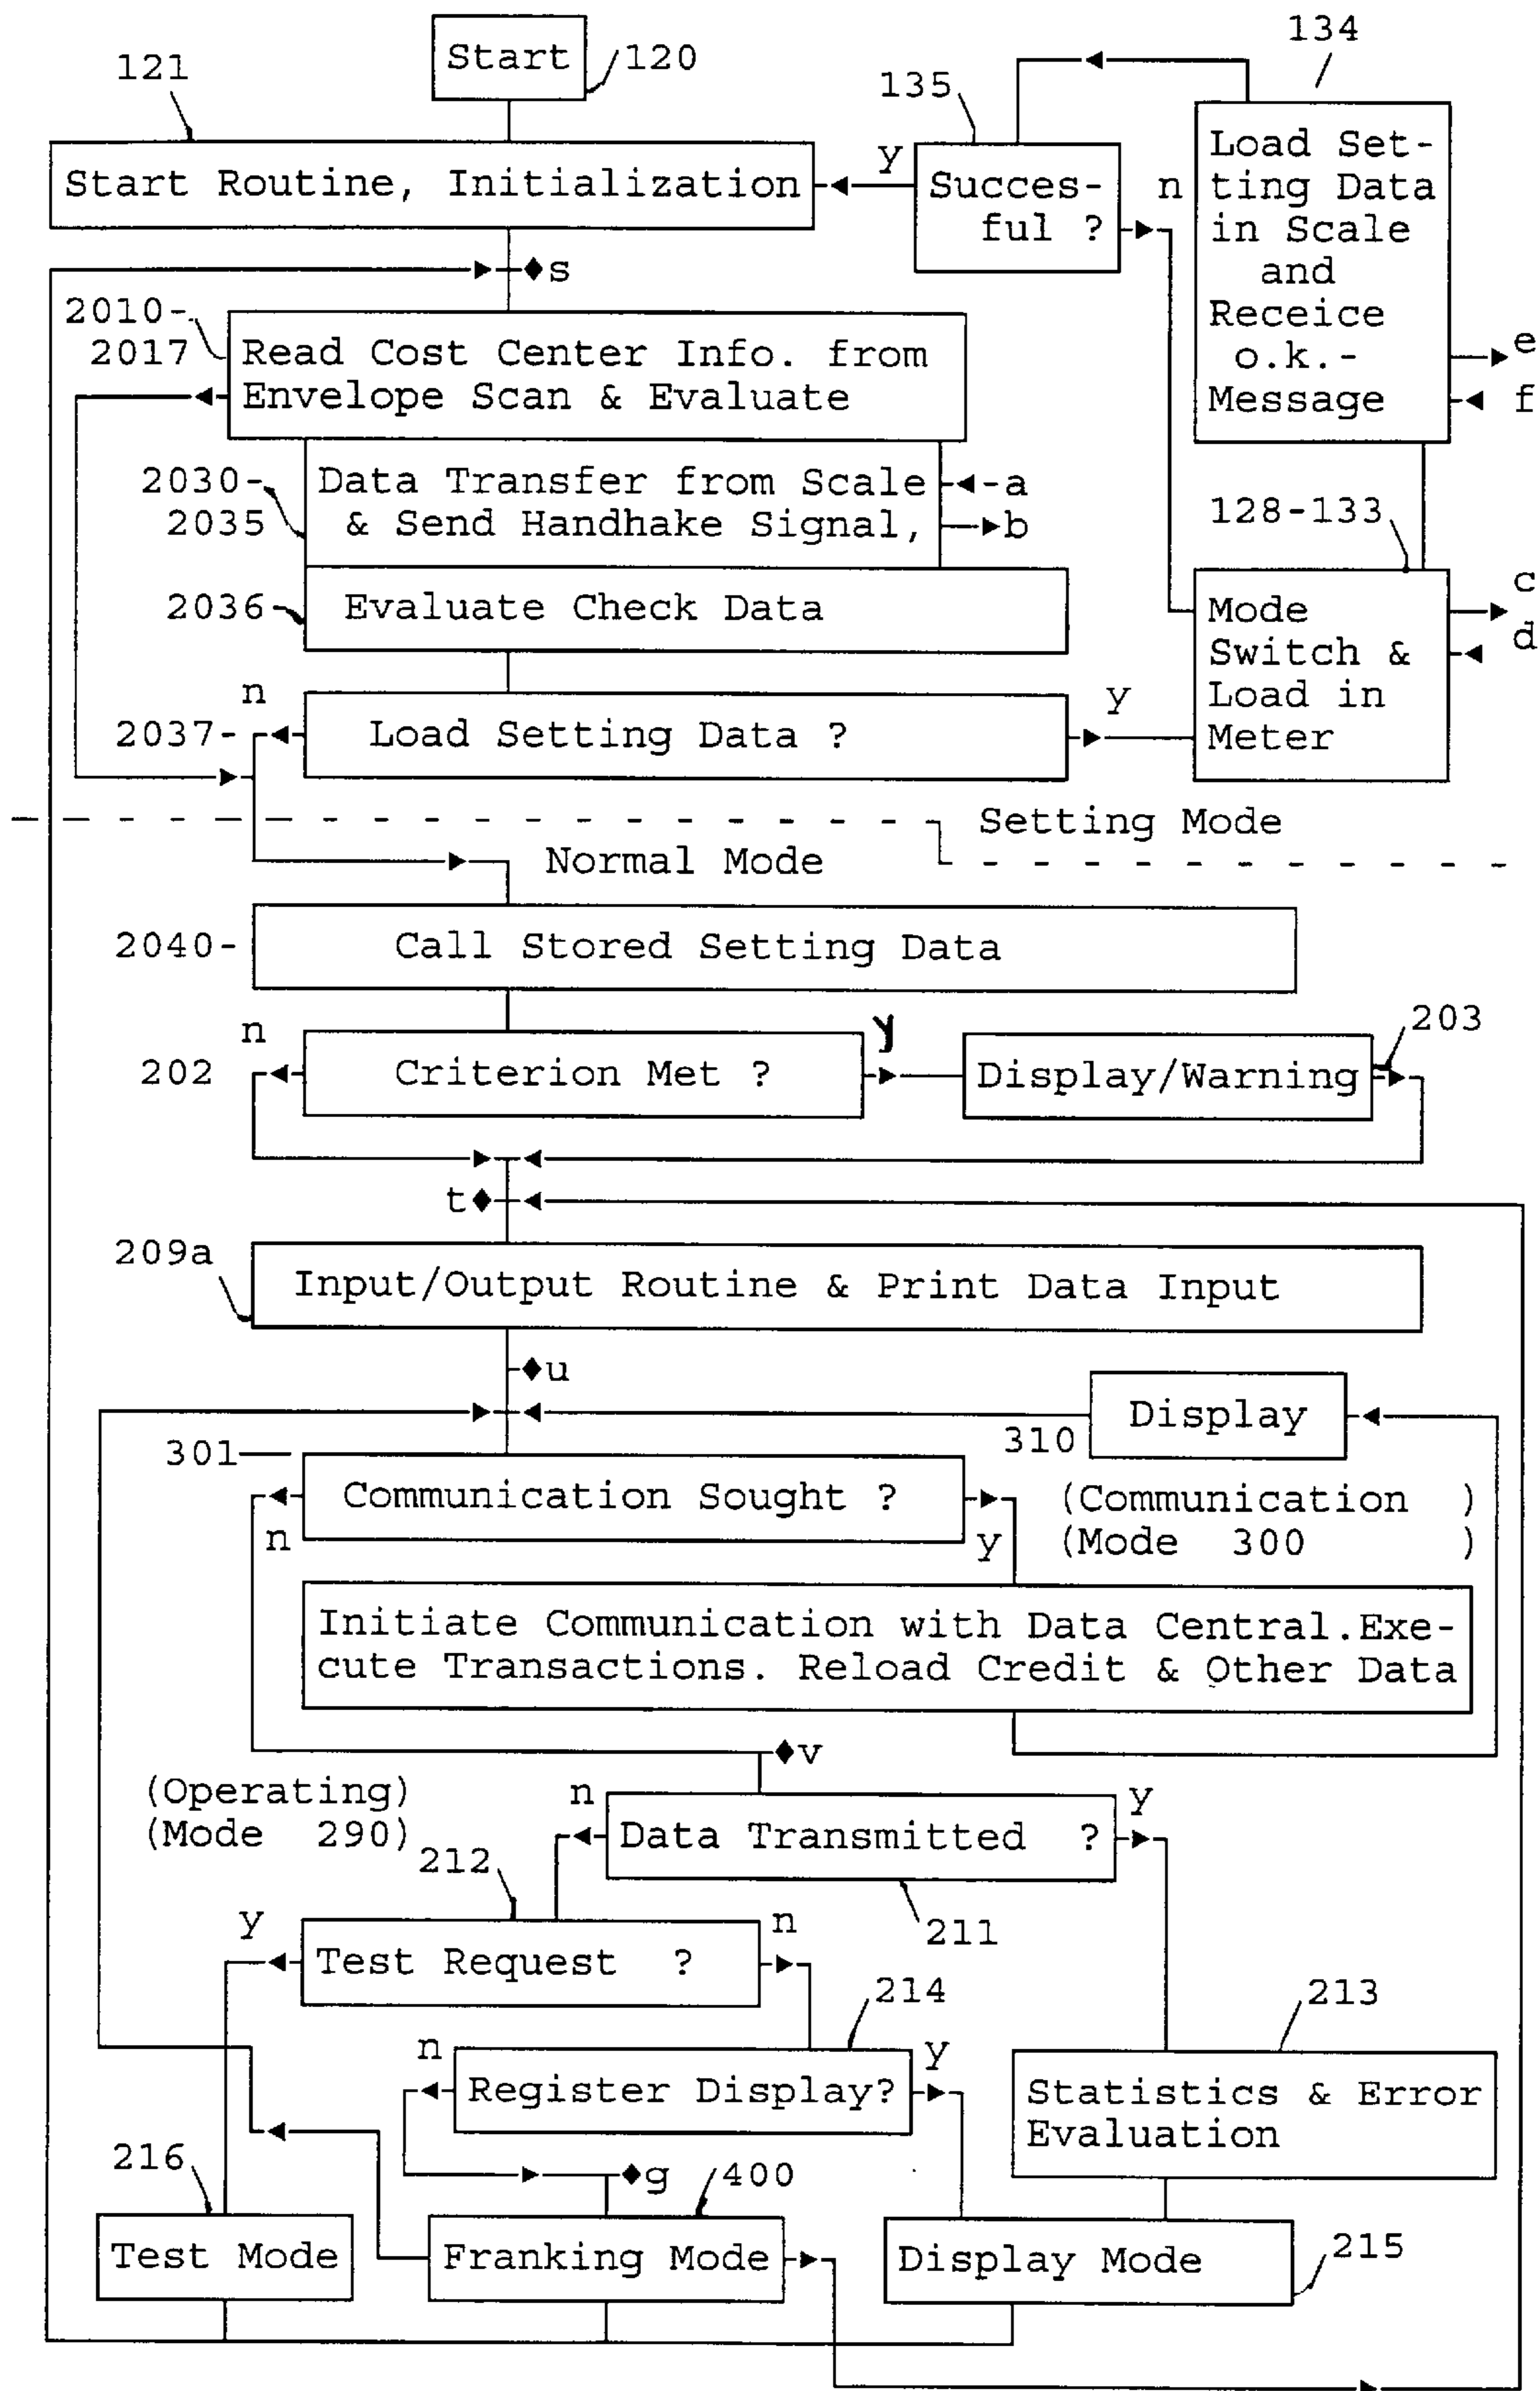 134
Start
120
121
135
Load Set-
ting Data
in Scale
and
Receice
o.k.-
Message
y
Start Routine, Initialization
Succes-
ful ?
n
s
2010-
2017
Read Cost Center Info. from
Envelope Scan & Evaluate
e
f
2030-
2035
Data Transfer from Scale
& Send Handhake Signal,
a
b
128-133
2036
Evaluate Check Data
Mode
Switch &
Load in
Meter
c
d
n
y
2037-
Load Setting Data ?
Setting Mode
Normal Mode
2040-
Call Stored Setting Data
n
y
203
202
Criterion Met ?
Display/Warning
t
209a
Input/Output Routine & Print Data Input
u
Display
310
301
Communication Sought ?
n
y
(Communication )
(Mode 300 )
Initiate Communication with Data Central.Exe-
cute Transactions. Reload Credit & Other Data
v
(Operating)
(Mode 290)
n
y
Data Transmitted ?
212
211
y
n
Test Request ?
214
213
n
y
Register Display?
Statistics & Error
Evaluation
216
g
400
Test Mode
Franking Mode
Display Mode
215